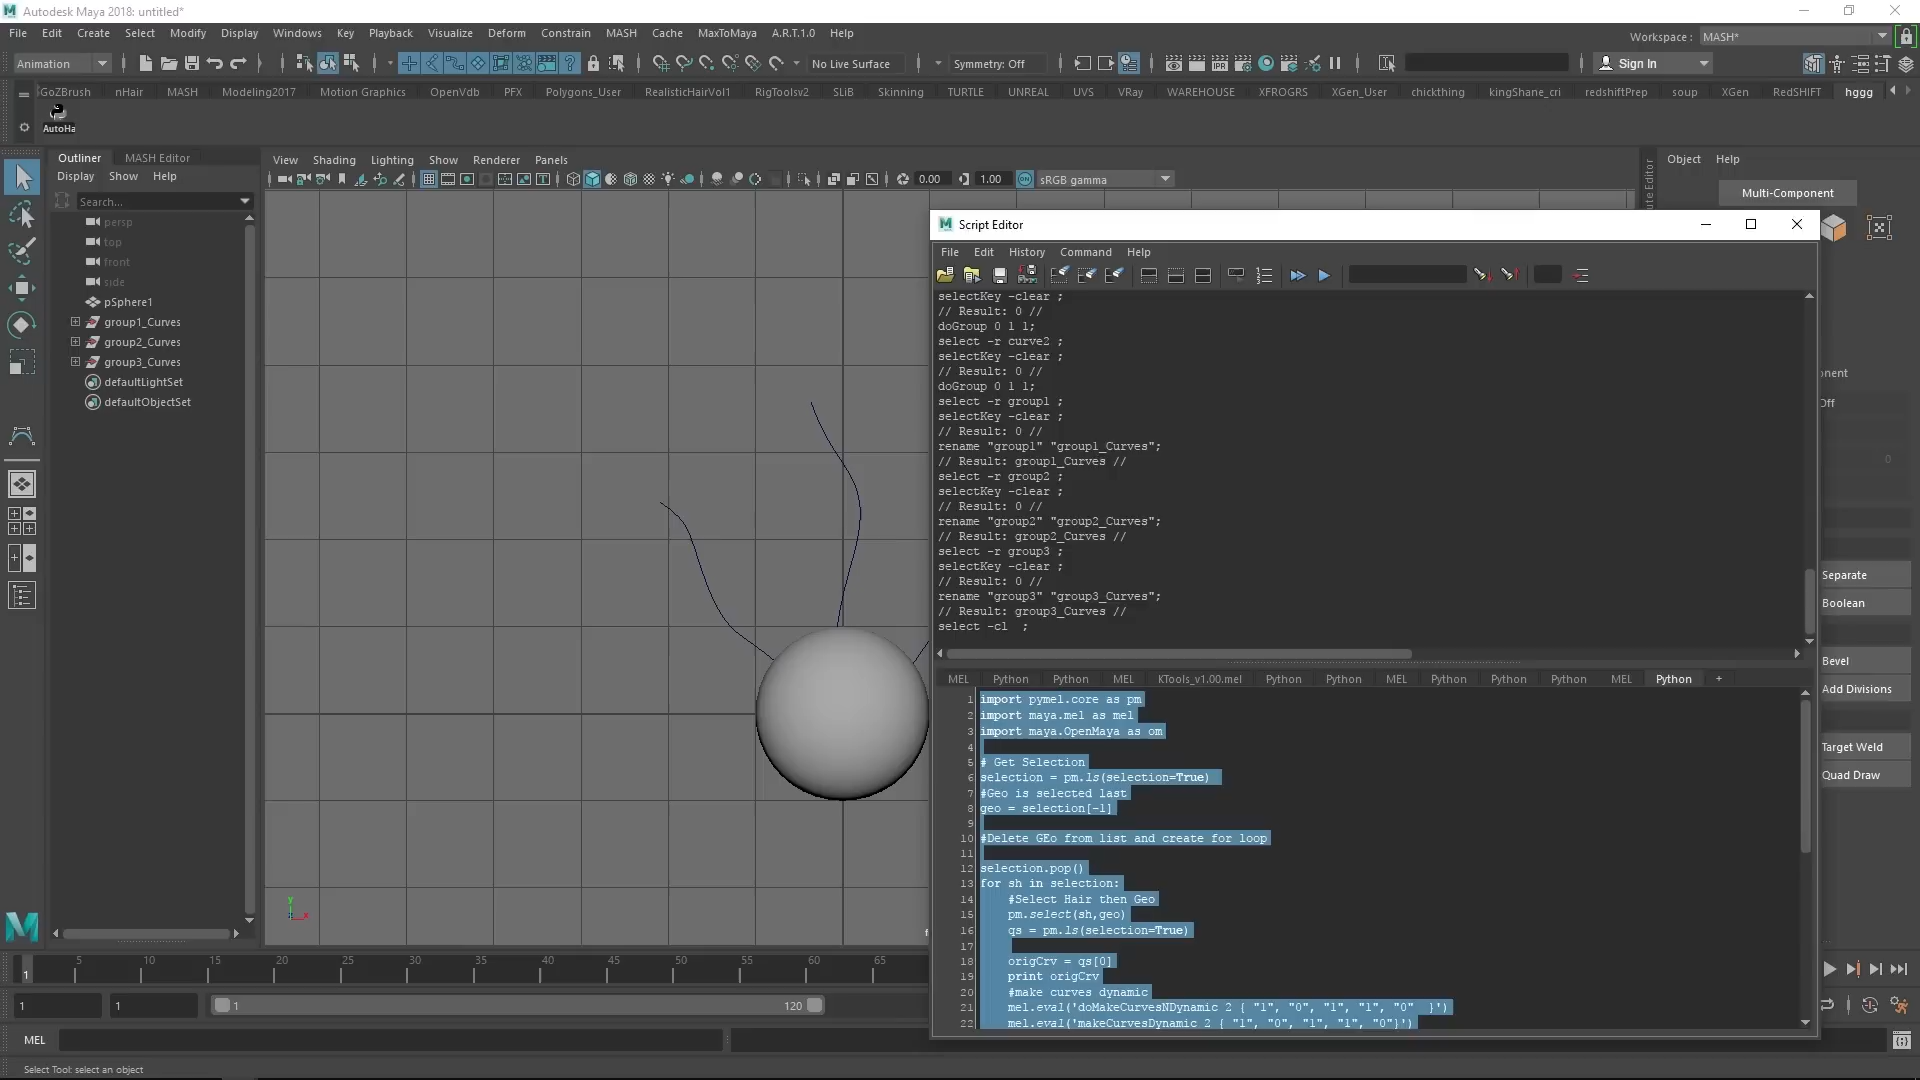 Autodesk Maya 2018: untitled*
File Edit Create Select Modify Display Windows Key Playback Visualize Deform Constrain MASH Cache MaxToMaya A.R.T.1.0 Help
Workspace : MASH*
Animation
No Live Surface
Symmetry: Off
Sign In
GoZBrush nHair MASH Modeling2017 Motion Graphics OpenVdb PFX Polygons_User RealisticHairVol1 RigToolsv2 SLiB Skinning TURTLE UNREAL UVS VRay WAREHOUSE XFROGRS XGen_User chickthing kingShane_cri redshiftPrep soup XGen RedSHIFT hggg
AutoHa
Outliner MASH Editor
Display Show Help
Search...
persp
top
front
side
pSphere1
group1_Curves
group2_Curves
group3_Curves
defaultLightSet
defaultObjectSet
View Shading Lighting Show Renderer Panels
0.00 1.00 ON sRGB gamma
y
x
Object Help
Multi-Component
ute Editor
onent
Off
0
Separate
Boolean
Bevel
Add Divisions
Target Weld
Quad Draw
Script Editor
File Edit History Command Help
selectKey -clear ;
// Result: 0 //
doGroup 0 1 1;
select -r curve2 ;
selectKey -clear ;
// Result: 0 //
doGroup 0 1 1;
select -r group1 ;
selectKey -clear ;
// Result: 0 //
rename "group1" "group1_Curves";
// Result: group1_Curves //
select -r group2 ;
selectKey -clear ;
// Result: 0 //
rename "group2" "group2_Curves";
// Result: group2_Curves //
select -r group3 ;
selectKey -clear ;
// Result: 0 //
rename "group3" "group3_Curves";
// Result: group3_Curves //
select -cl  ;
MEL Python Python MEL KTools_v1.00.mel Python Python MEL Python Python Python MEL Python +
1 import pymel.core as pm
2 import maya.mel as mel
3 import maya.OpenMaya as om
4
5 # Get Selection
6 selection = pm.ls(selection=True)
7 #Geo is selected last
8 geo = selection[-1]
9
10 #Delete GEo from list and create for loop
11
12 selection.pop()
13 for sh in selection:
14 #Select Hair then Geo
15 pm.select(sh,geo)
16 qs = pm.ls(selection=True)
17
18 origCrv = qs[0]
19 print origCrv
20 #make curves dynamic
21 mel.eval('doMakeCurvesNDynamic 2 { "1", "0", "1", "1", "0"  }')
22 mel.eval('makeCurvesDynamic 2 { "1", "0", "1", "1", "0"}')
5 10 15 20 25 30 35 40 45 50 55 60 65
1
1 1 1 120
MEL
Select Tool: select an object